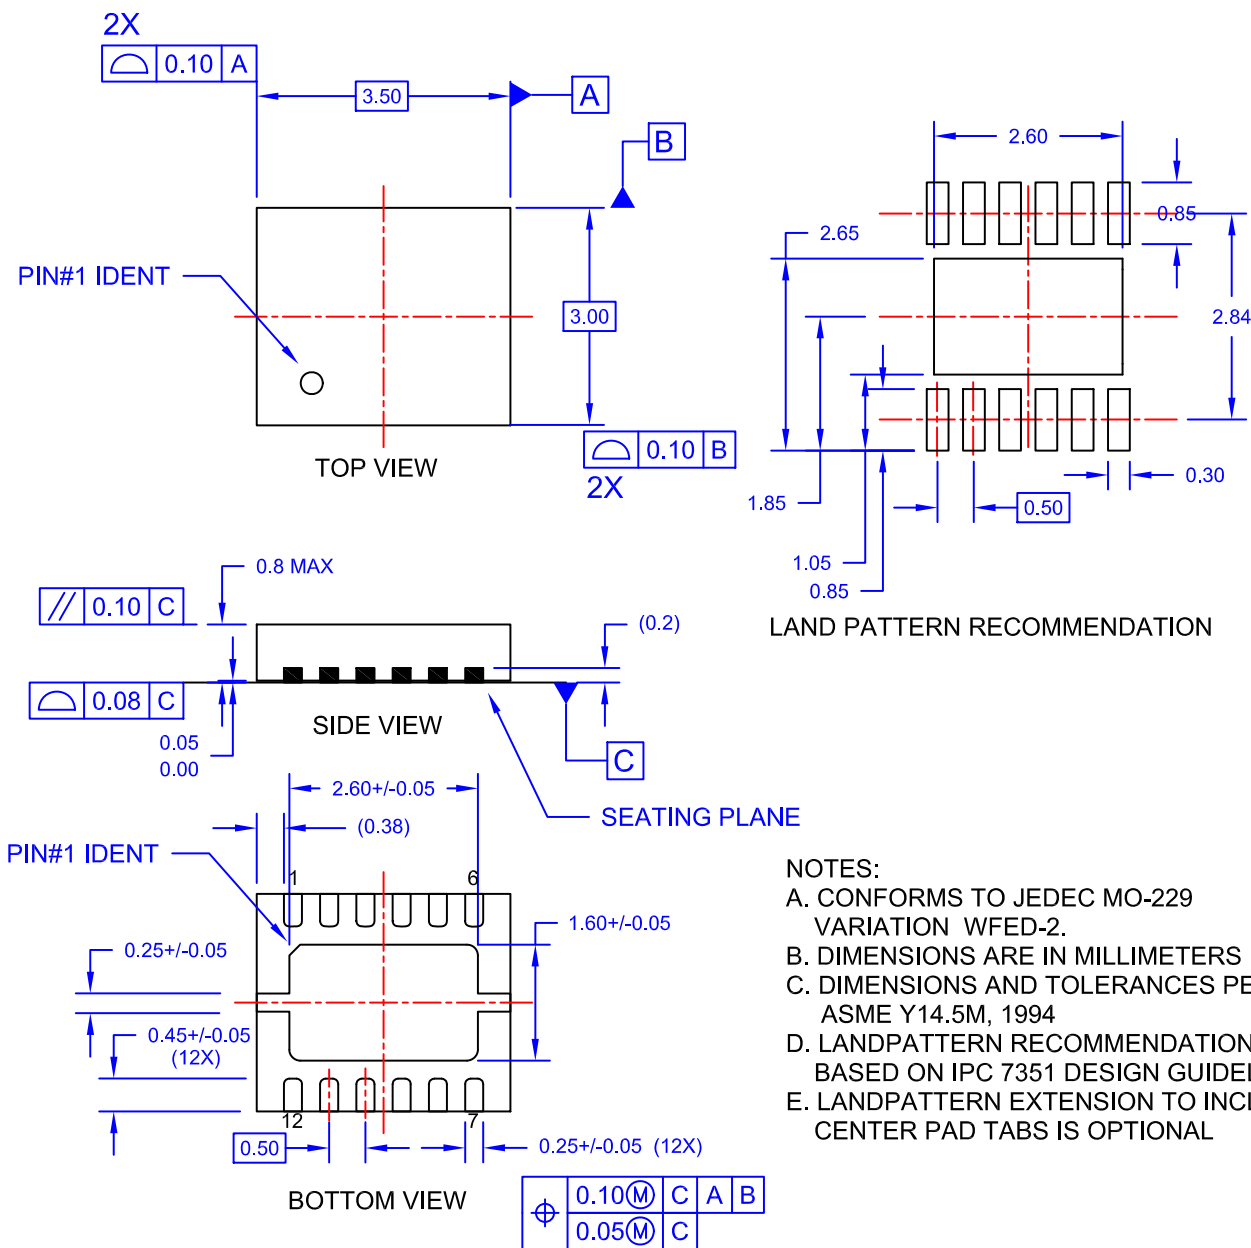 2X
0.10 A
3.50
A
B
PIN#1 IDENT
3.00
TOP VIEW
0.10 B
2X
2.60
0.85
2.65
2.84
1.85
0.30
0.50
1.05
0.85
LAND PATTERN RECOMMENDATION
0.8 MAX
// 0.10 C
(0.2)
0.08 C
SIDE VIEW
0.05
0.00
C
2.60+/-0.05
(0.38)
SEATING PLANE
PIN#1 IDENT
1 6
1.60+/-0.05
0.25+/-0.05
0.45+/-0.05
(12X)
12 7
0.50
0.25+/-0.05 (12X)
BOTTOM VIEW
0.10Ⓜ C A B
0.05Ⓜ C
NOTES:
A. CONFORMS TO JEDEC MO-229
VARIATION WFED-2.
B. DIMENSIONS ARE IN MILLIMETERS
C. DIMENSIONS AND TOLERANCES PE
ASME Y14.5M, 1994
D. LANDPATTERN RECOMMENDATION
BASED ON IPC 7351 DESIGN GUIDEL
E. LANDPATTERN EXTENSION TO INCL
CENTER PAD TABS IS OPTIONAL